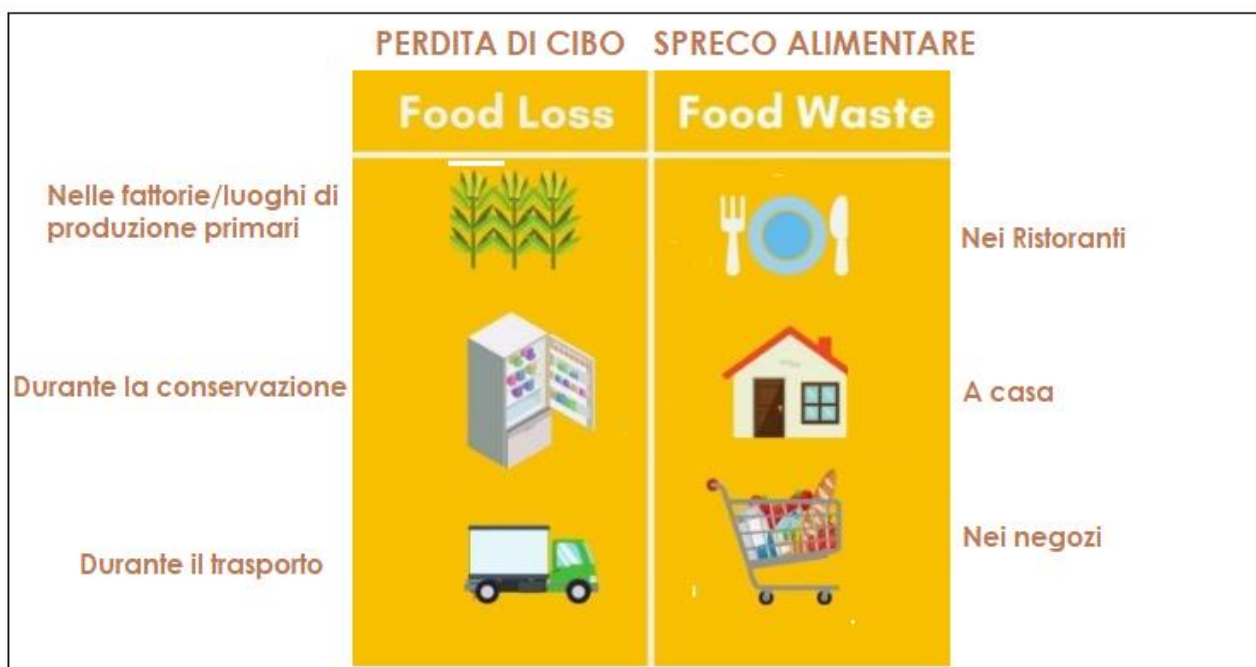 PERDITA DI CIBO
SPRECO ALIMENTARE
Food Loss
Food Waste
Nelle fattorie/luoghi di
produzione primari
Nei Ristoranti
Durante la conservazione
A casa
Durante il trasporto
Nei negozi